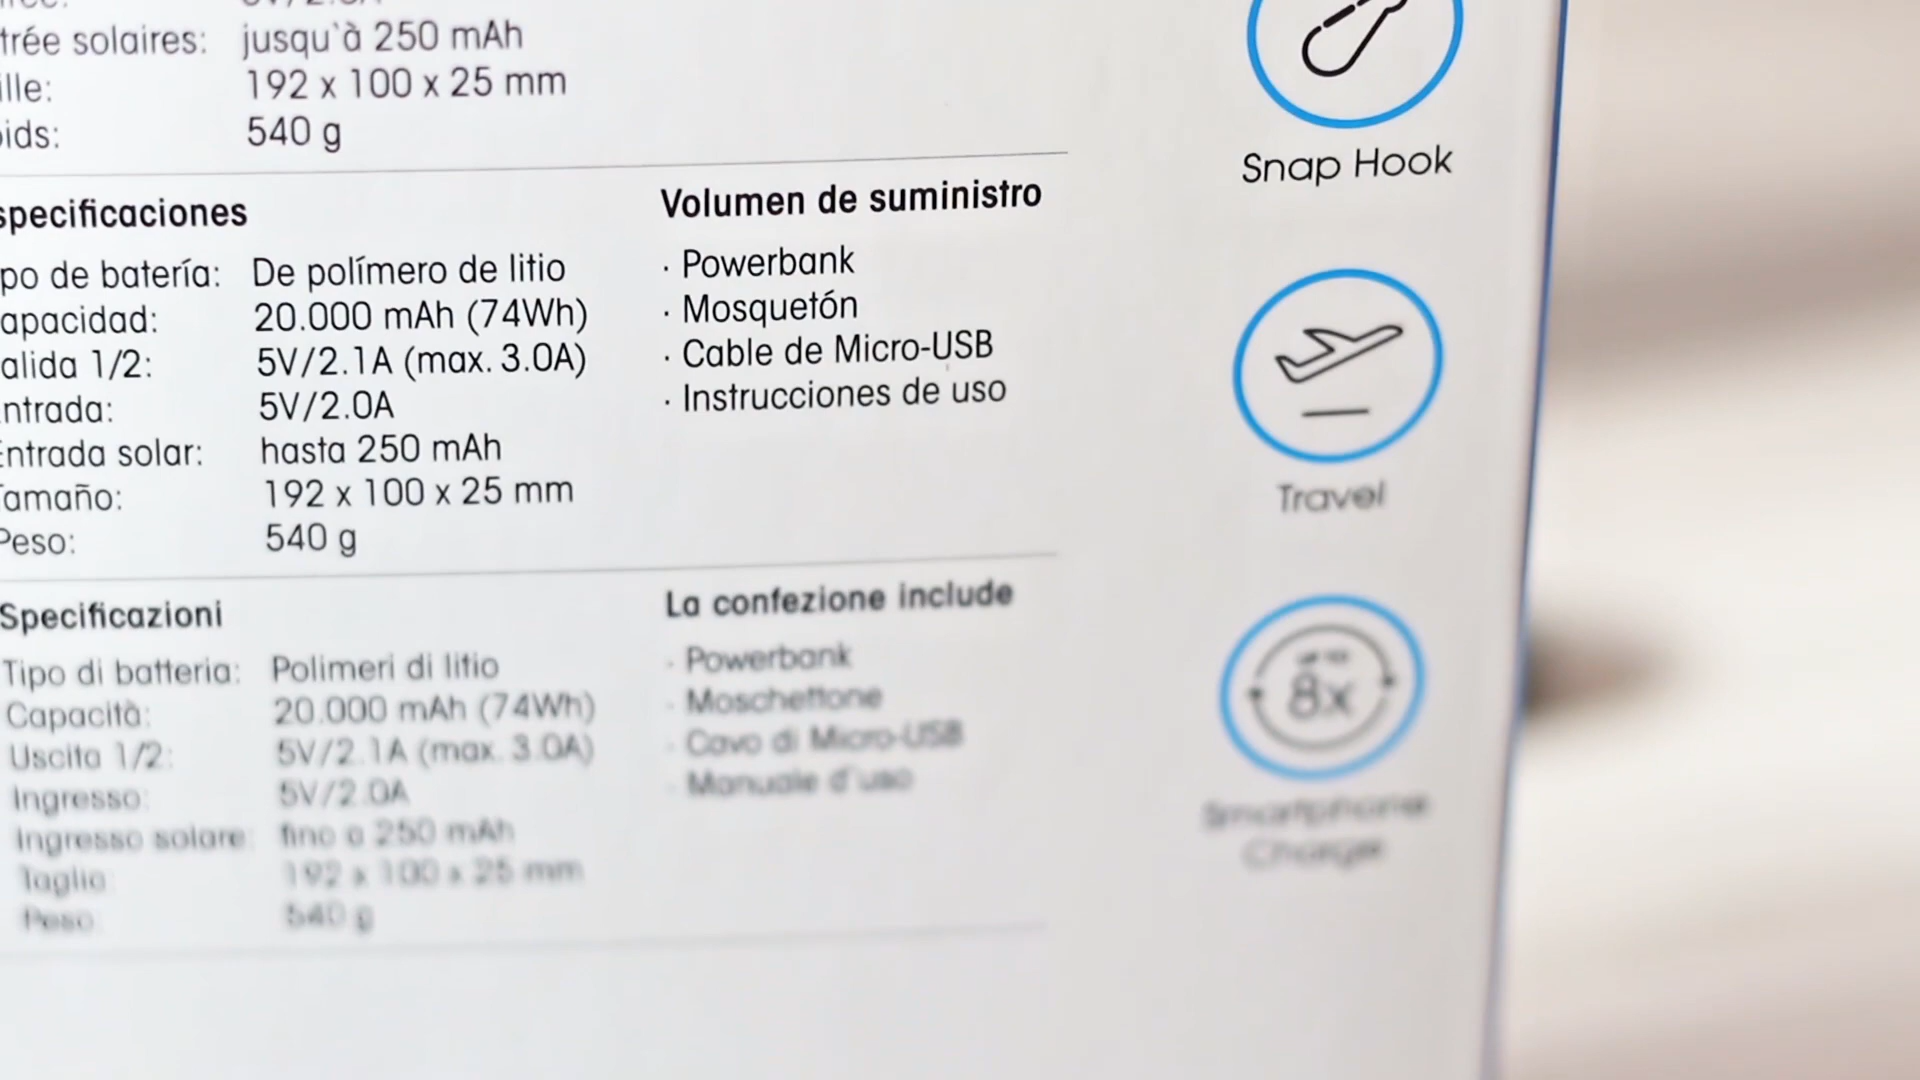 trée solaires: jusqu`à 250 mAh
ille: 192 x 100 x 25 mm
oids: 540 g
specificaciones
po de batería: De polímero de litio
apacidad: 20.000 mAh (74Wh)
alida 1/2: 5V/2.1A (max. 3.0A)
ntrada: 5V/2.0A
Entrada solar: hasta 250 mAh
Tamaño: 192 x 100 x 25 mm
Peso: 540 g
Volumen de suministro
· Powerbank
· Mosquetón
· Cable de Micro-USB
· Instrucciones de uso
Specificazioni
Tipo di batteria: Polimeri di litio
Capacità: 20.000 mAh (74Wh)
Uscita 1/2: 5V/2.1A (max. 3.0A)
Ingresso: 5V/2.0A
Ingresso solare: fino a 250 mAh
Taglia: 192 x 100 x 25 mm
Peso: 540 g
La confezione include
· Powerbank
· Moschettone
· Cavo di Micro-USB
· Manuale d'uso
Snap Hook
Travel
8x
Smartphone
Charge